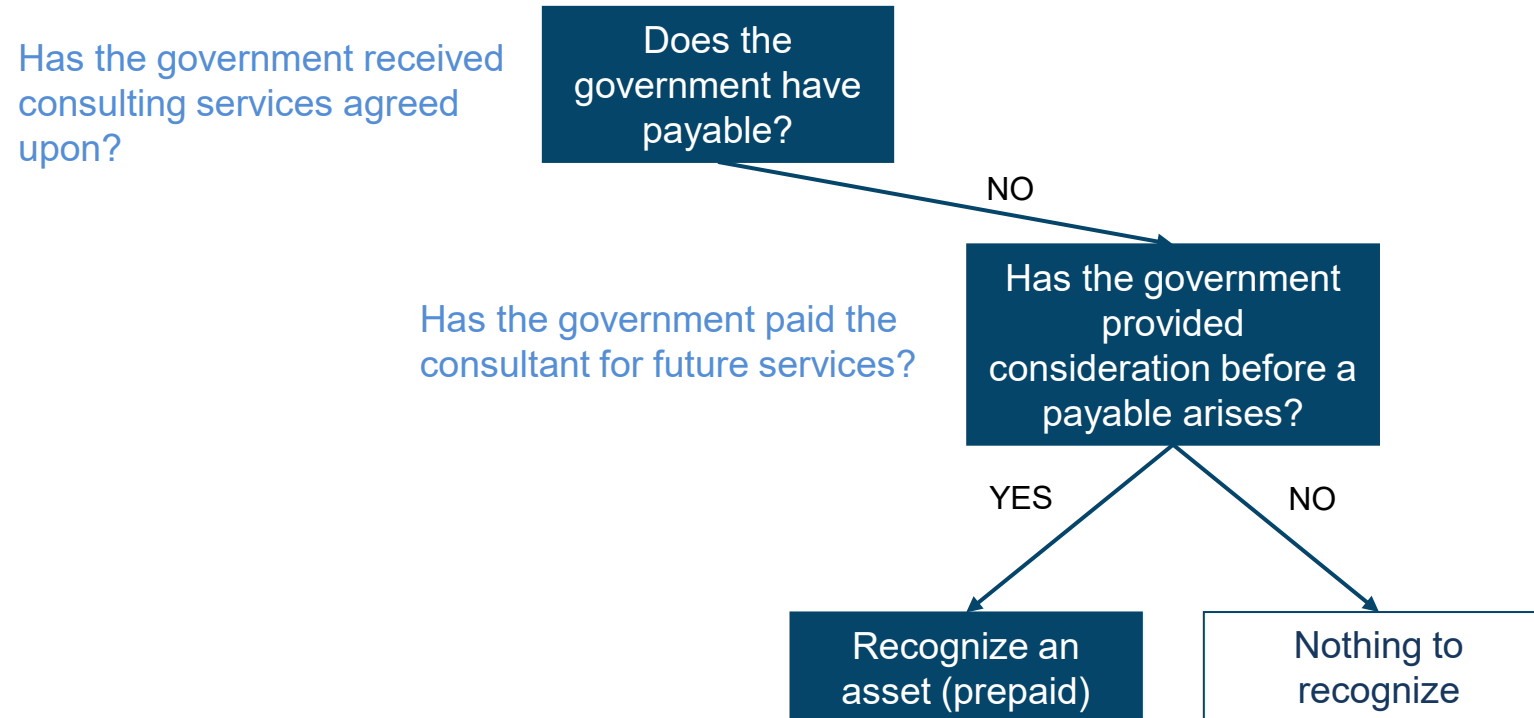 Has the government received
consulting services agreed
upon?
Does the
government have
payable?
NO
Has the government paid the
consultant for future services?
Has the government
provided
consideration before a
payable arises?
YES
NO
Recognize an
asset (prepaid)
Nothing to
recognize